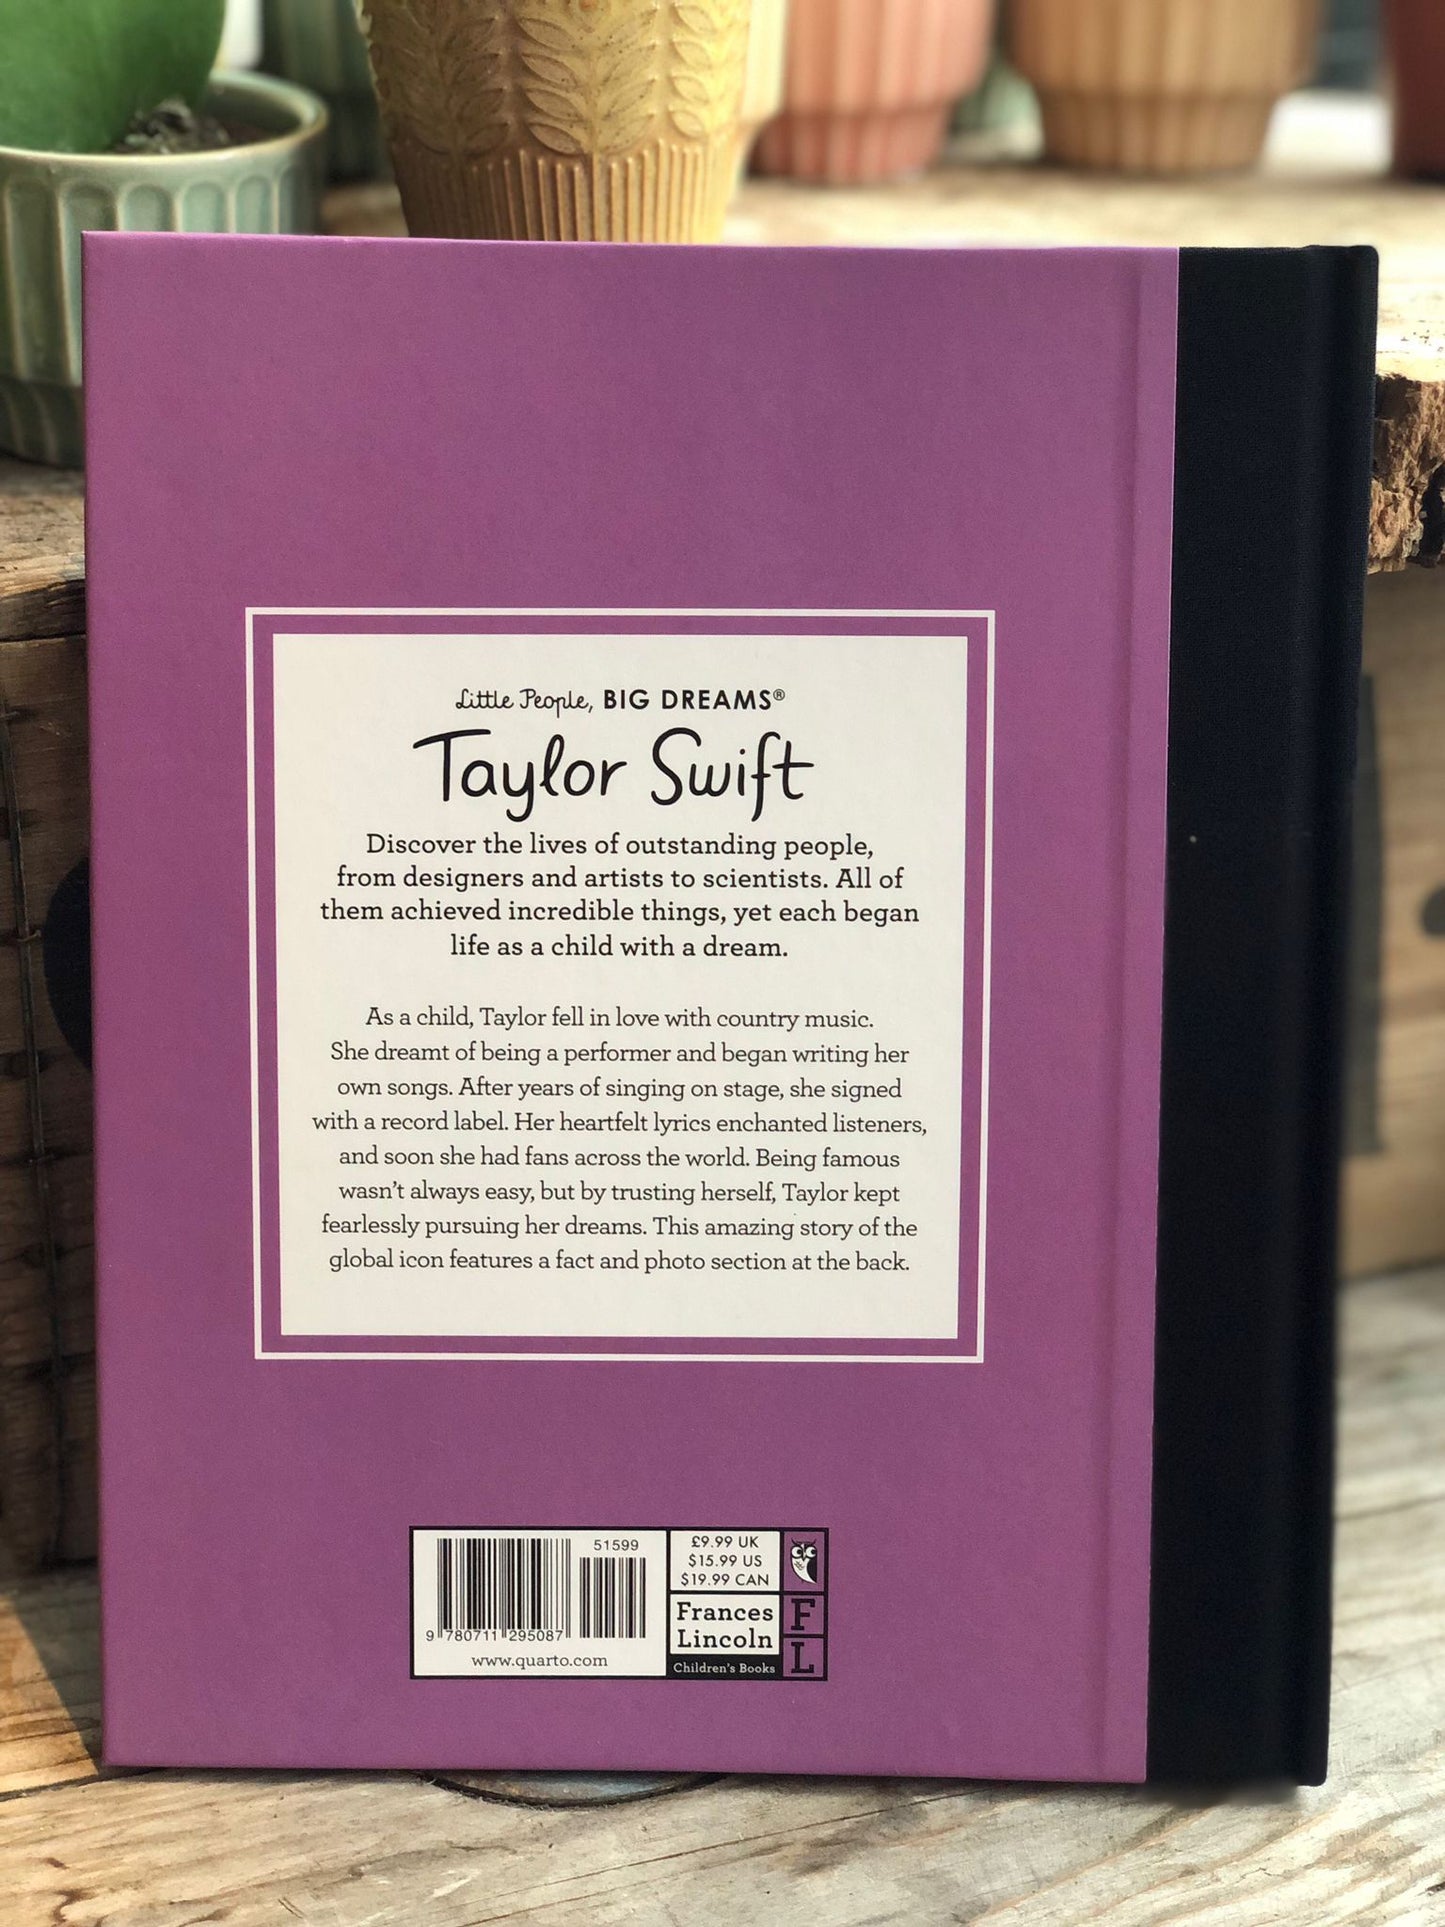 Little People, BIG DREAMS®
Taylor Swift
Discover the lives of outstanding people,
from designers and artists to scientists. All of
them achieved incredible things, yet each began
life as a child with a dream.
As a child, Taylor fell in love with country music.
She dreamt of being a performer and began writing her
own songs. After years of singing on stage, she signed
with a record label. Her heartfelt lyrics enchanted listeners,
and soon she had fans across the world. Being famous
wasn't always easy, but by trusting herself, Taylor kept
fearlessly pursuing her dreams. This amazing story of the
global icon features a fact and photo section at the back.
51599
9 780711 295087
www.quarto.com
£9.99 UK
$15.99 US
$19.99 CAN
Frances
Lincoln
Children's Books
F
L